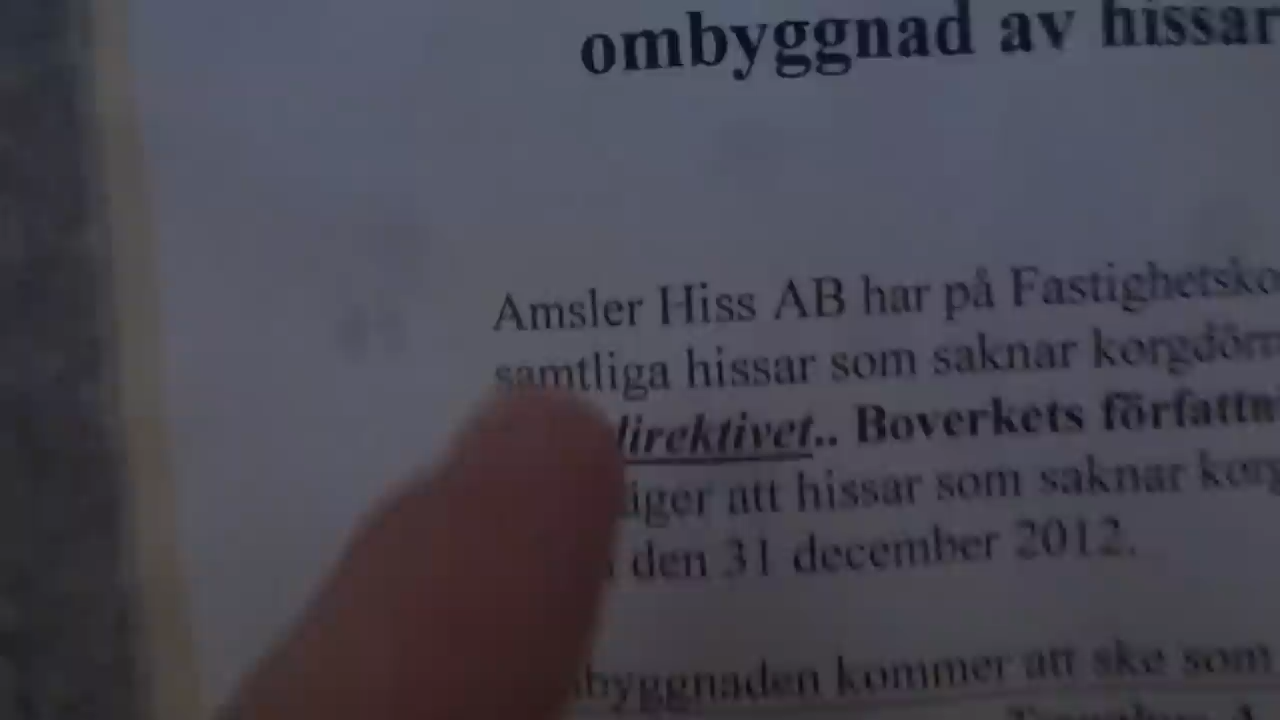 ombyggnad av hissar
Amsler Hiss AB har på Fastighetsko
samtliga hissar som saknar korgdörr
direktivet.. Boverkets författn
iger att hissar som saknar korg
den 31 december 2012.
byggnaden kommer att ske som